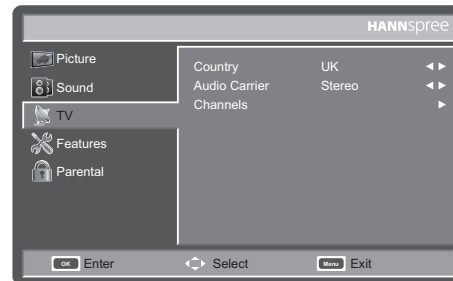 HANNspree
Picture
Sound
TV
Features
Parental
Country UK
Audio Carrier Stereo
Channels
OK Enter Select Menu Exit